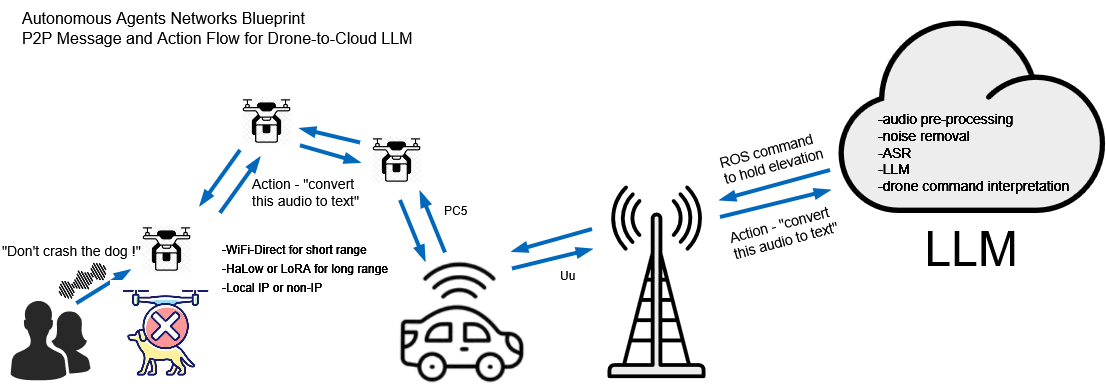 Autonomous Agents Networks Blueprint
P2P Message and Action Flow for Drone-to-Cloud LLM
-audio pre-processing
-noise removal
-ASR
-LLM
-drone command interpretation
ROS command
to hold elevation
Action - "convert
this audio to text"
PC5
Action - "convert
this audio to text"
LLM
"Don't crash the dog !"
-WiFi-Direct for short range
-HaLow or LoRA for long range
-Local IP or non-IP
Uu